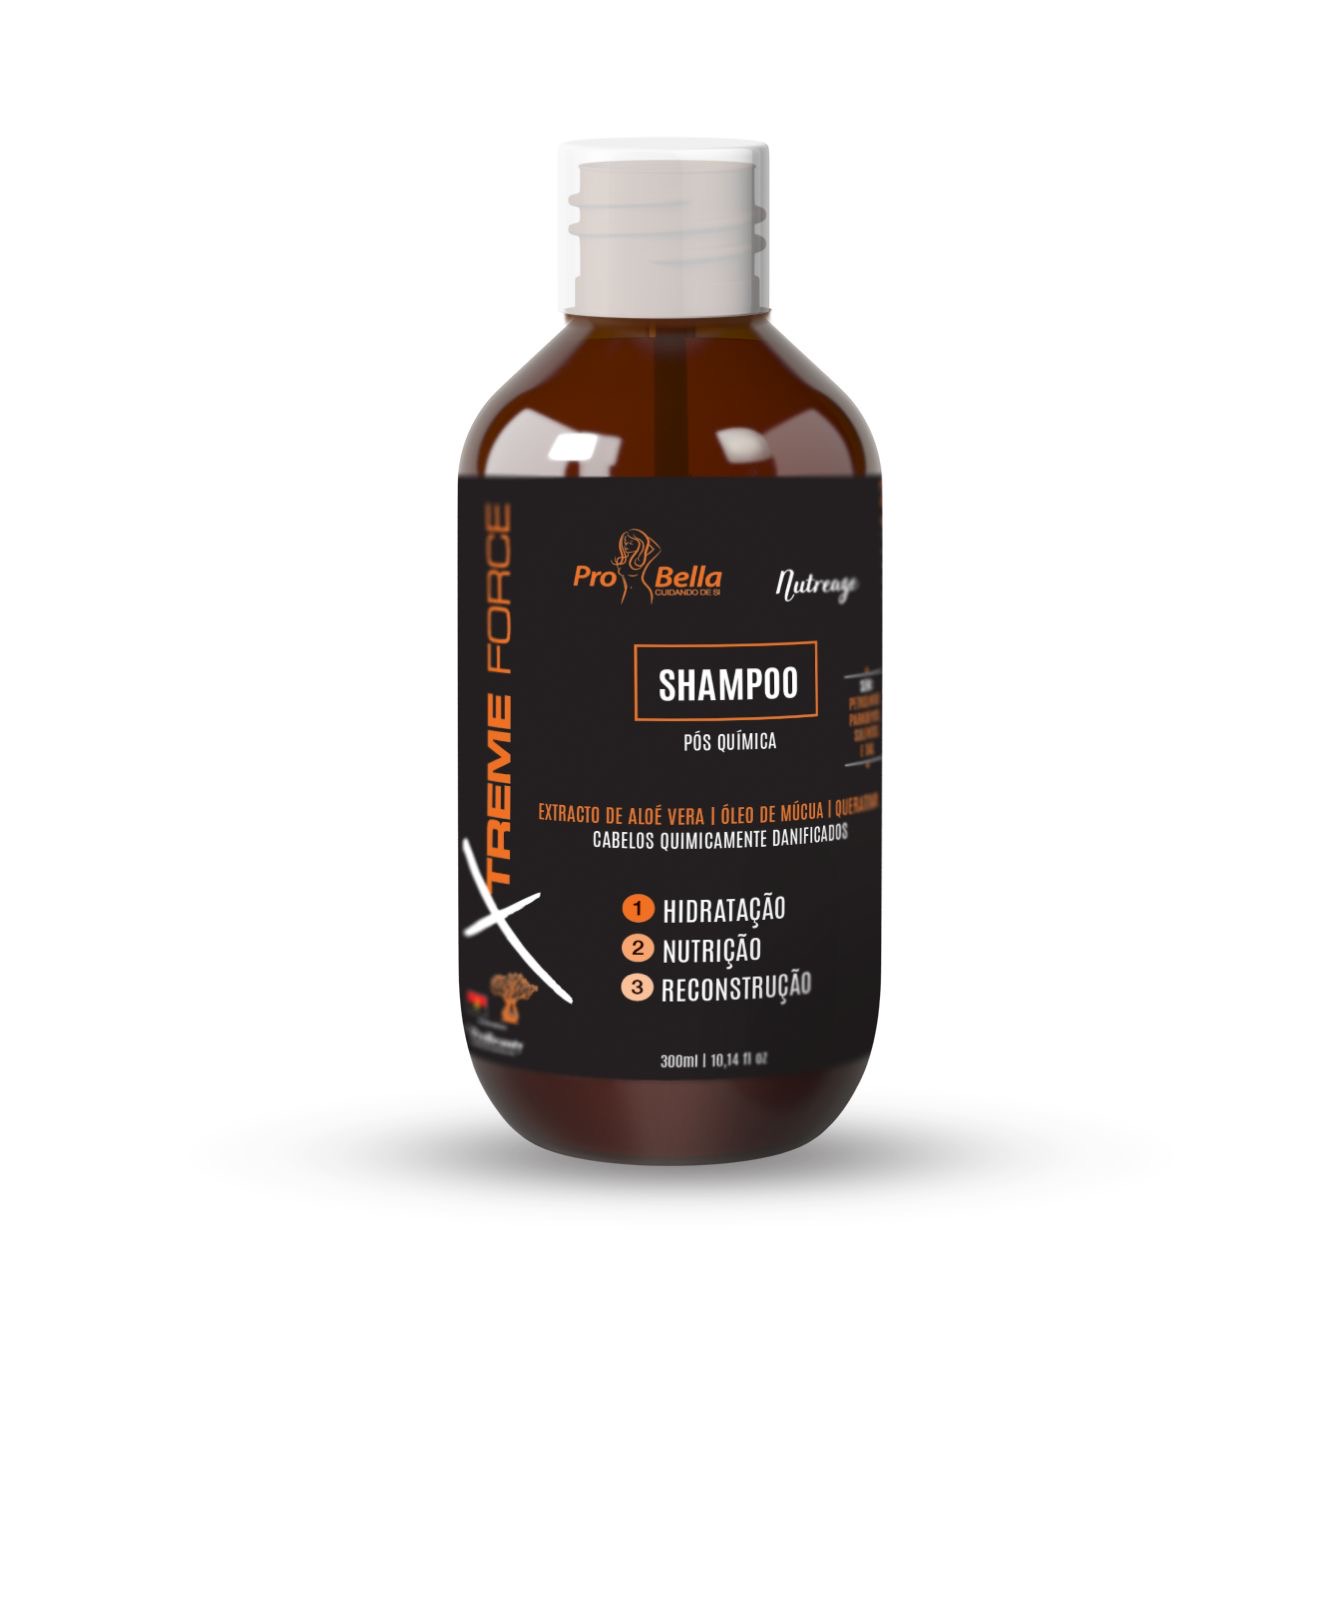 XTREME FORCE
Pro Bella
CUIDANDO DE SI
Nutreage
SHAMPOO
PÓS QUÍMICA
EXTRACTO DE ALOÉ VERA | ÓLEO DE MÚCUA |
CABELOS QUIMICAMENTE DANIFICADOS
1 HIDRATAÇÃO
2 NUTRIÇÃO
3 RECONSTRUÇÃO
300ml | 10,14 fl oz